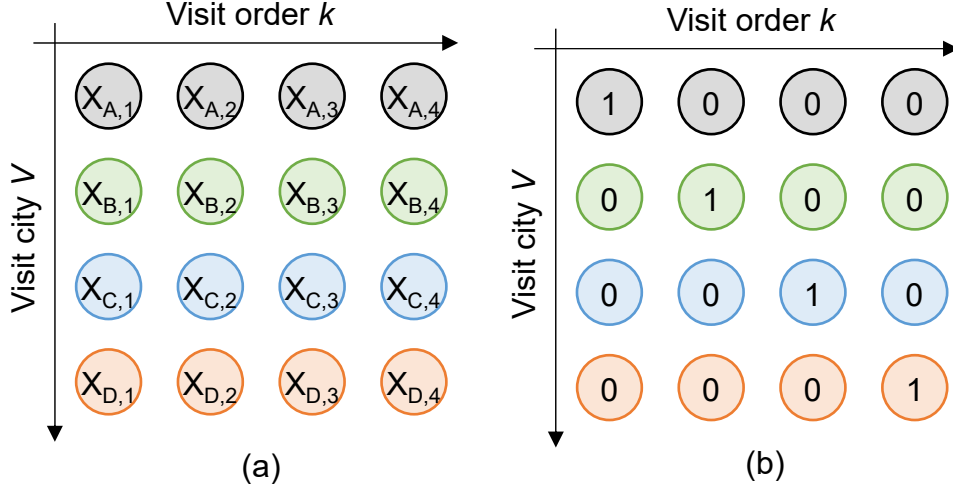 Visit order k
Visit city V
X_A,1 X_A,2 X_A,3 X_A,4
X_B,1 X_B,2 X_B,3 X_B,4
X_C,1 X_C,2 X_C,3 X_C,4
X_D,1 X_D,2 X_D,3 X_D,4
(a)
Visit order k
Visit city V
1 0 0 0
0 1 0 0
0 0 1 0
0 0 0 1
(b)